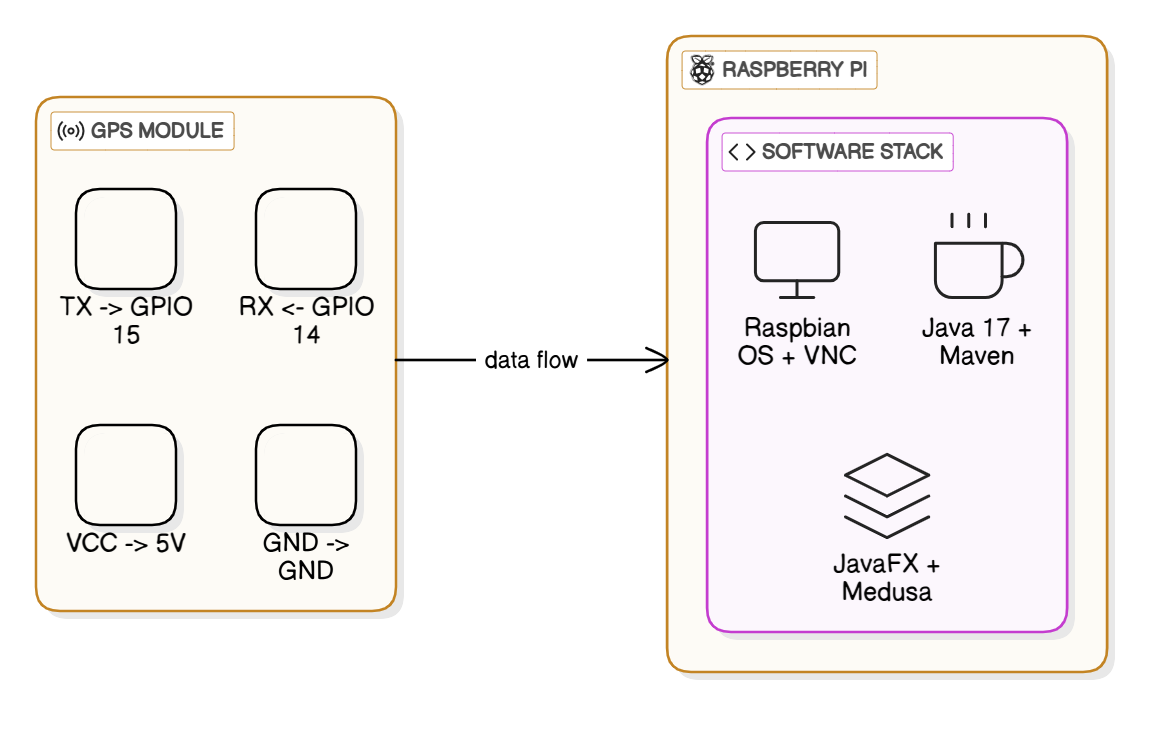 GPS MODULE
TX -> GPIO
15
RX <- GPIO
14
VCC -> 5V
GND ->
GND
data flow
RASPBERRY PI
SOFTWARE STACK
Raspbian
OS + VNC
Java 17 +
Maven
JavaFX +
Medusa